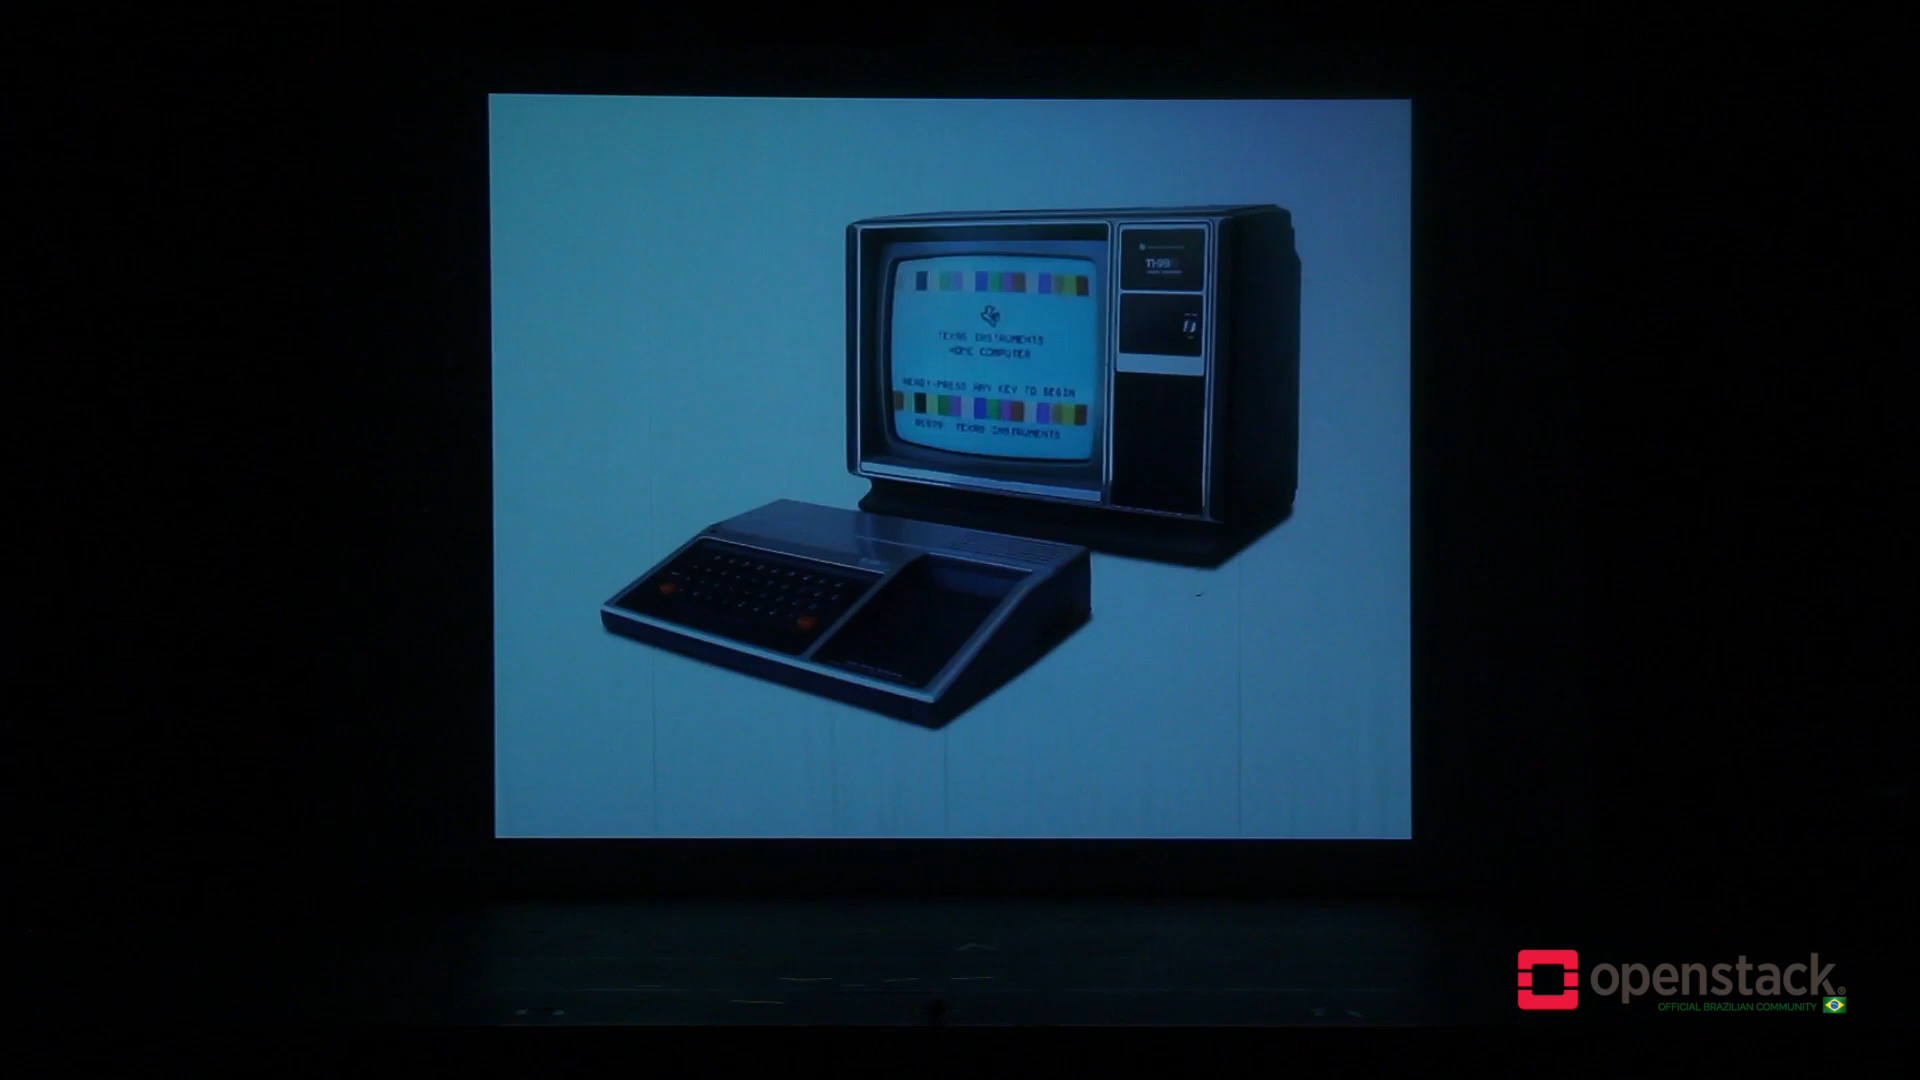 TEXAS INSTRUMENTS
HOME COMPUTER
READY-PRESS ANY KEY TO BEGIN
TEXAS INSTRUMENTS
openstack.
OFFICIAL BRAZILIAN COMMUNITY